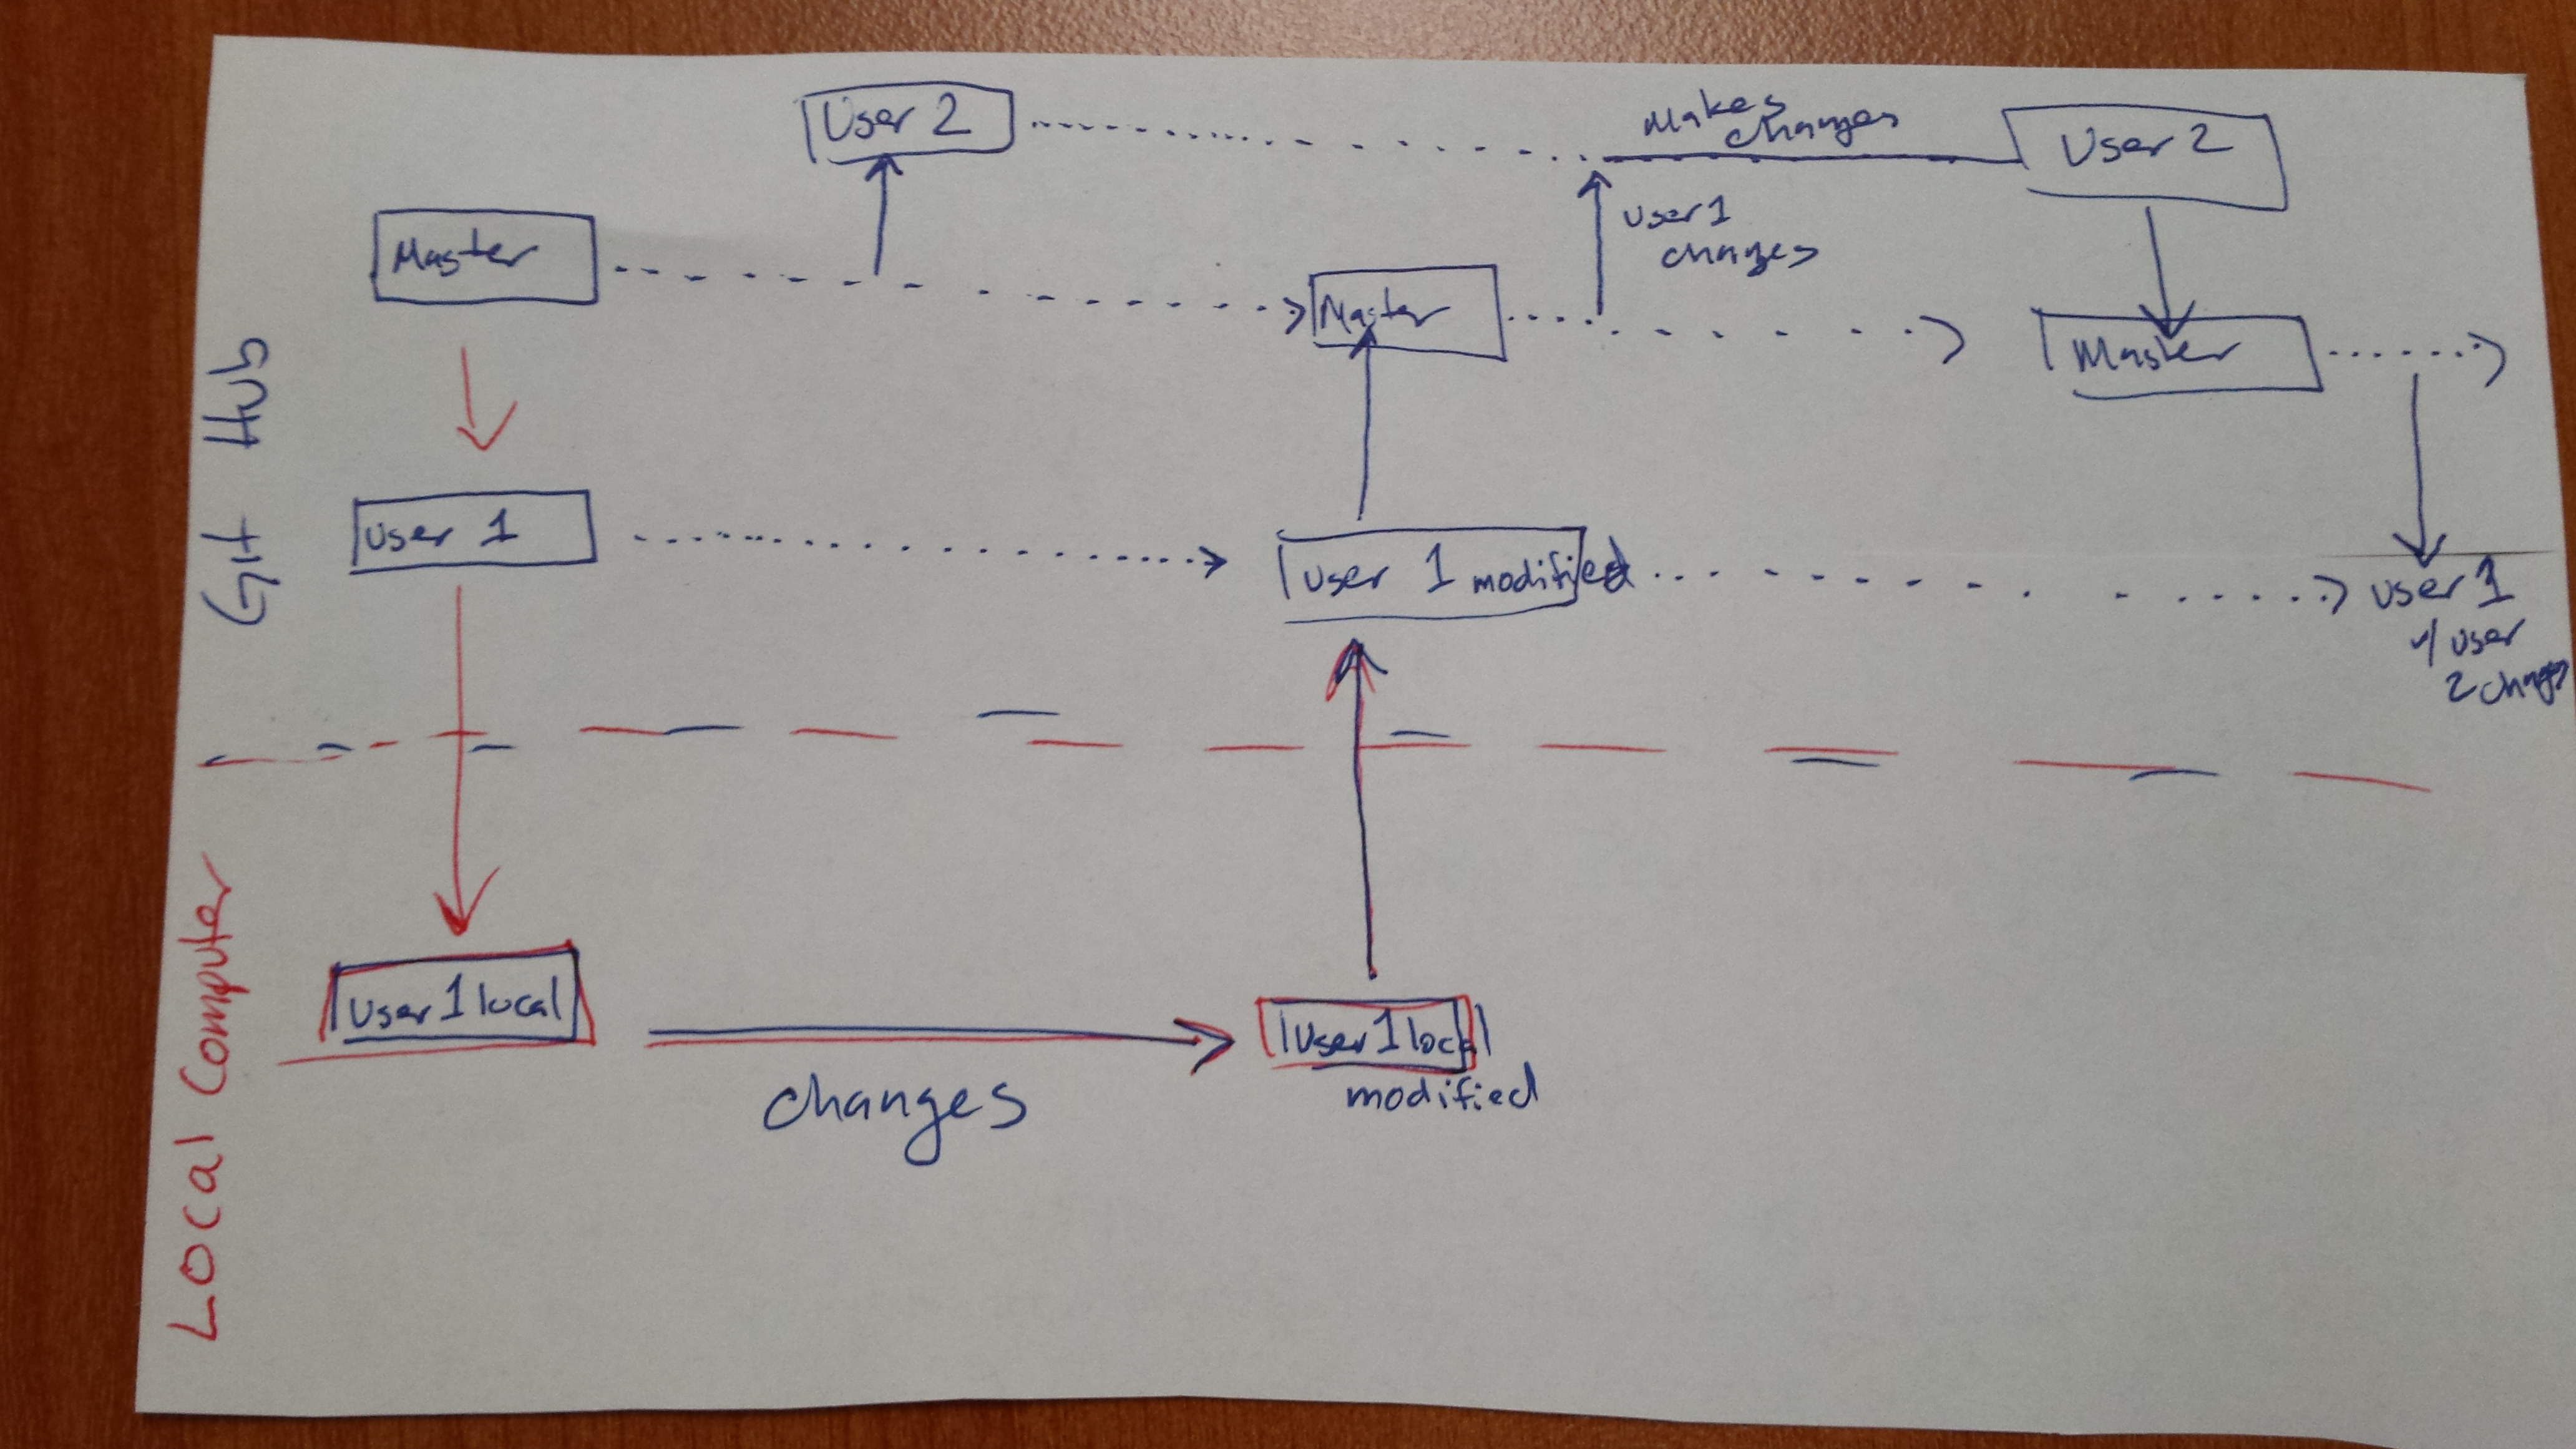 User 2
Makes
changes
User 2
Master
User 1
changes
Master
Master
Git Hub
User 1
User 1 modified
User 1
w/ user
2 changes
Local Computer
User 1 local
changes
User 1 local
modified